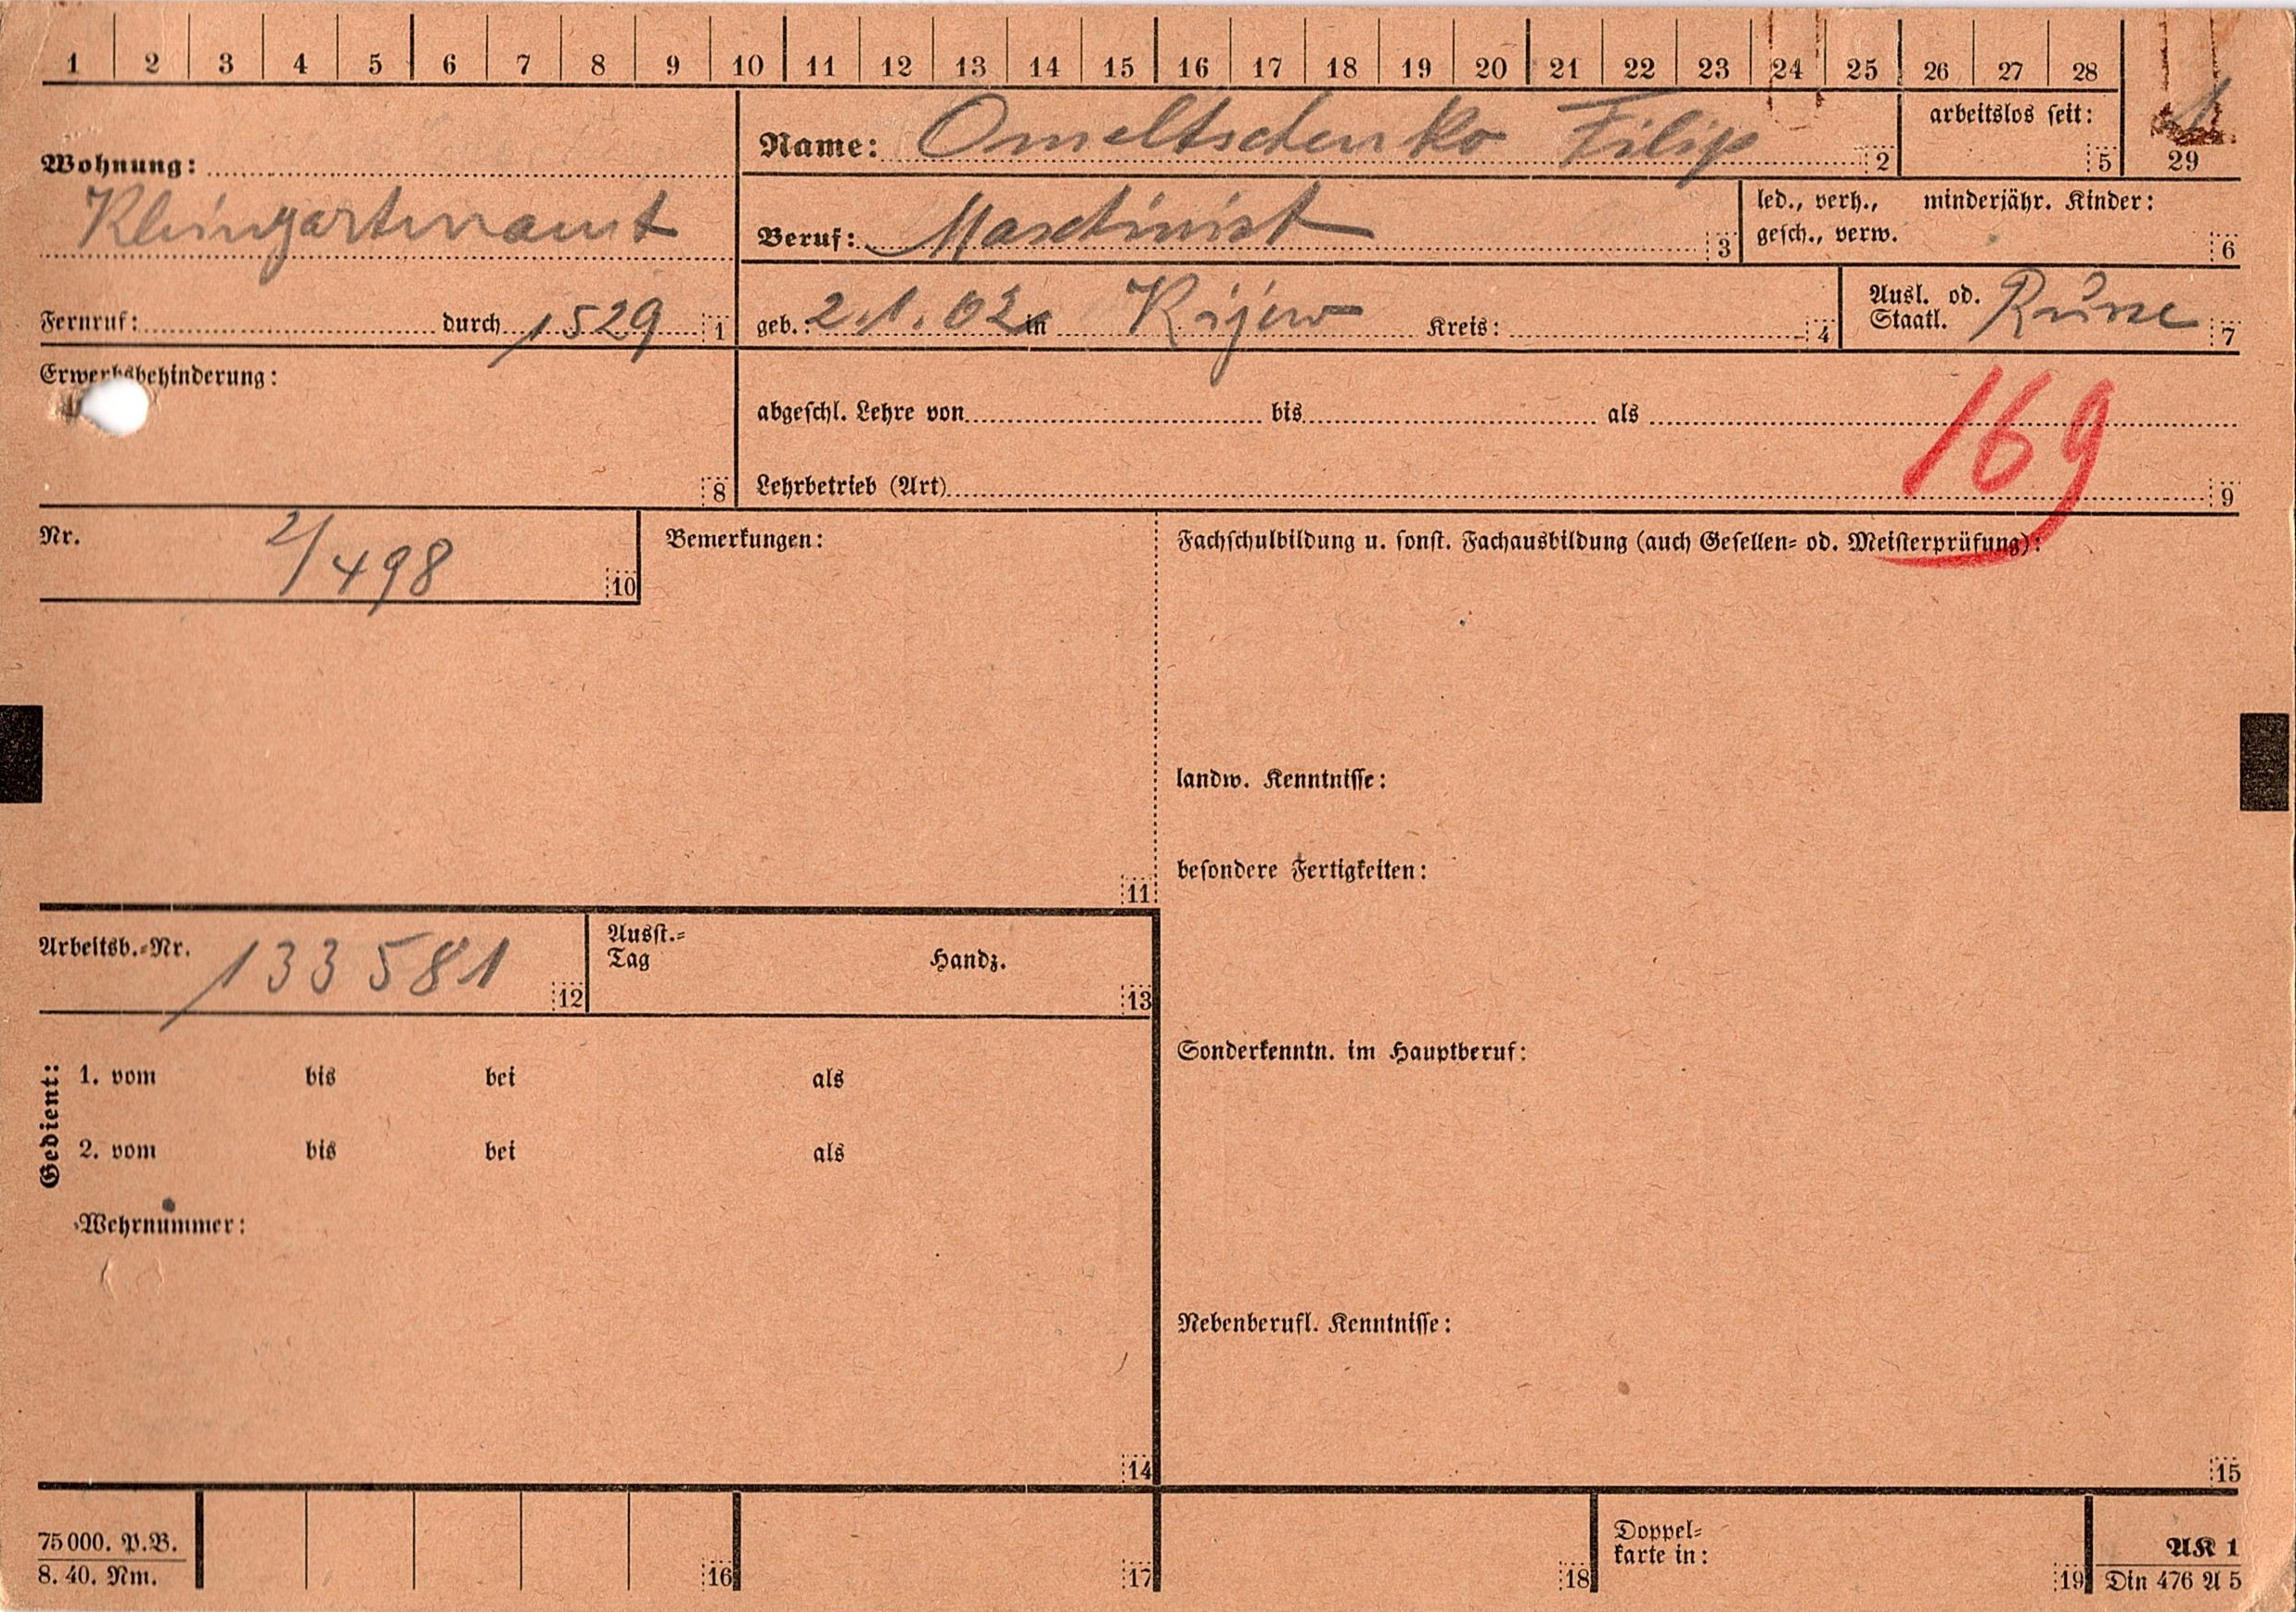 1 2 3 4 5 6 7 8 9 10 11 12 13 14 15 16 17 18 19 20 21 22 23 24 25 26 27 28 29
Wohnung:
Kleingartenamt
Fernruf: durch 1529 1
Name: Omeltschenko Filip 2
arbeitslos seit: 5
Beruf: Maschinist 3
led., verh., minderjähr. Kinder:
gesch., verw. 6
geb.: 2.1.02 in Kijew Kreis: 4
Ausl. od.
Staatl. Russe 7
Erwerbsbehinderung:
8
abgeschl. Lehre von bis als
169
Lehrbetrieb (Art) 9
Nr. 2/498 10
Bemerkungen:
11
Fachschulbildung u. sonst. Fachausbildung (auch Gesellen- od. Meisterprüfung):
landw. Kenntnisse:
besondere Fertigkeiten:
Arbeitsb.-Nr. 133581 12
Ausst.-
Tag Handz. 13
Gedient:
1. vom bis bei als
2. vom bis bei als
Wehrnummer:
14
Sonderkenntn. im Hauptberuf:
Nebenberufl. Kenntnisse:
15
75000. P.B.
8. 40. Nm.
16
17
18
Doppel-
karte in: 19
AK 1
Din 476 A 5